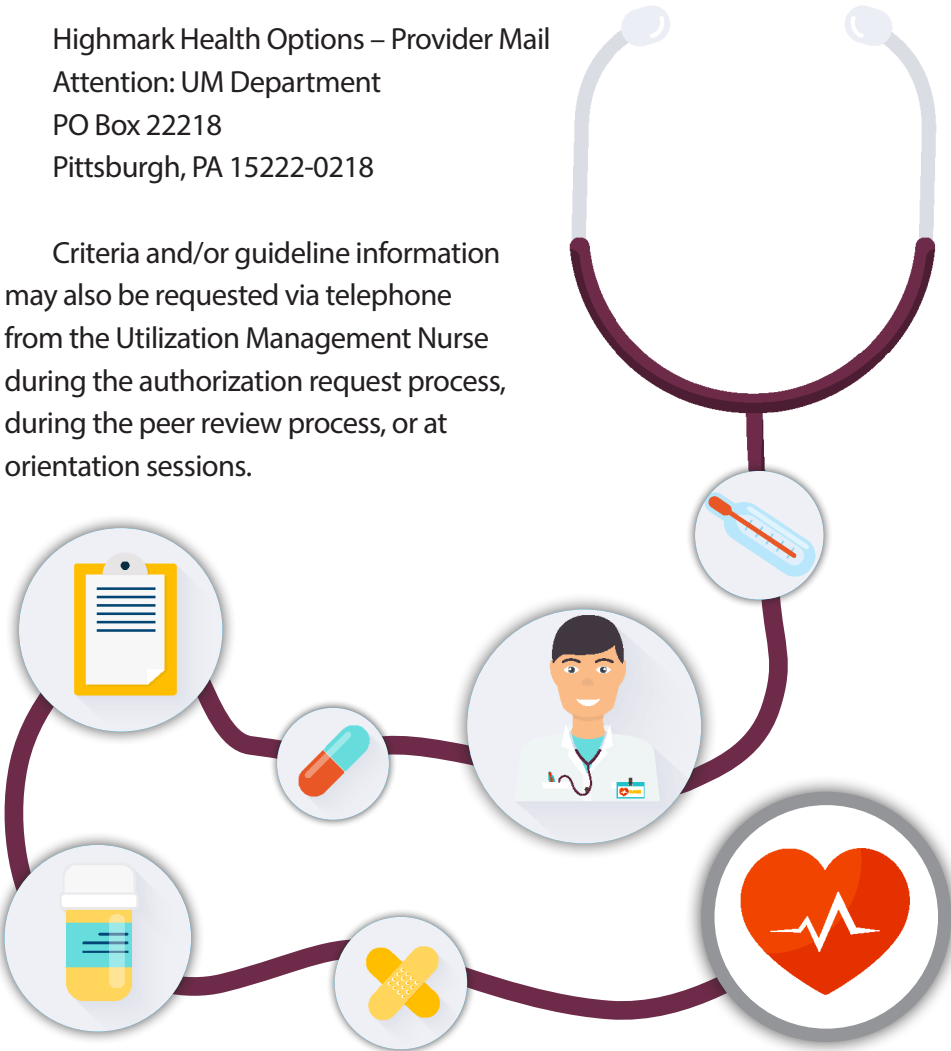 Highmark Health Options – Provider Mail
Attention: UM Department
PO Box 22218
Pittsburgh, PA 15222-0218
Criteria and/or guideline information
may also be requested via telephone
from the Utilization Management Nurse
during the authorization request process,
during the peer review process, or at
orientation sessions.